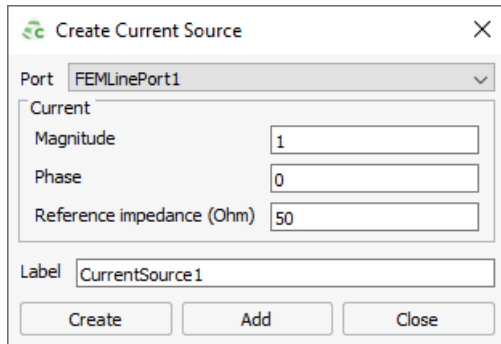 Create Current Source
Port FEMLinePort1
Current
Magnitude 1
Phase 0
Reference impedance (Ohm) 50
Label CurrentSource1
Create Add Close